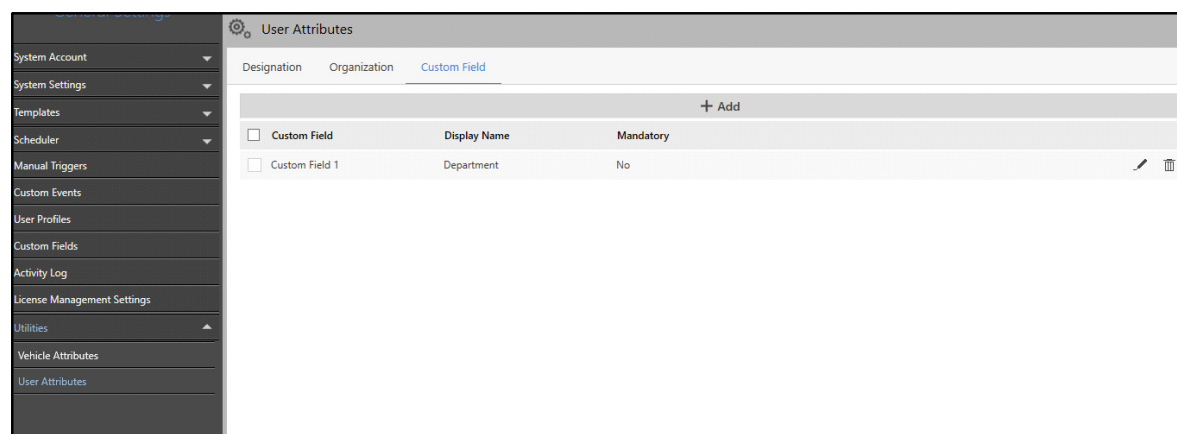 General Settings
User Attributes
System Account
System Settings
Templates
Scheduler
Manual Triggers
Custom Events
User Profiles
Custom Fields
Activity Log
License Management Settings
Utilities
Vehicle Attributes
User Attributes
Designation Organization Custom Field
+ Add
Custom Field Display Name Mandatory
Custom Field 1 Department No